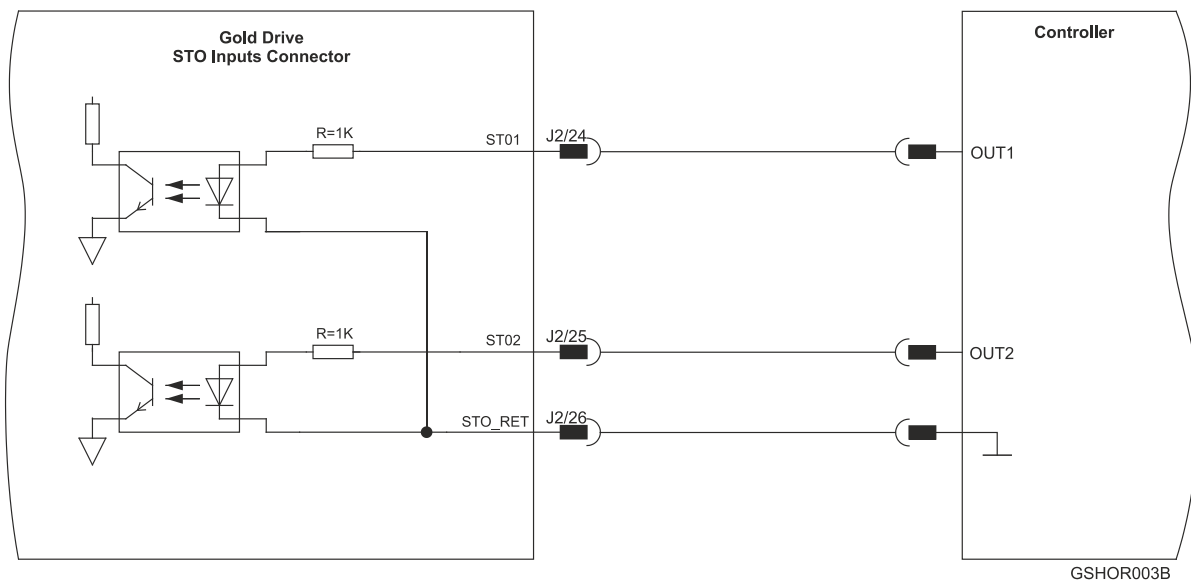 Gold Drive
STO Inputs Connector
Controller
R=1K
ST01
J2/24
OUT1
R=1K
ST02
J2/25
OUT2
STO_RET
J2/26
GSHOR003B